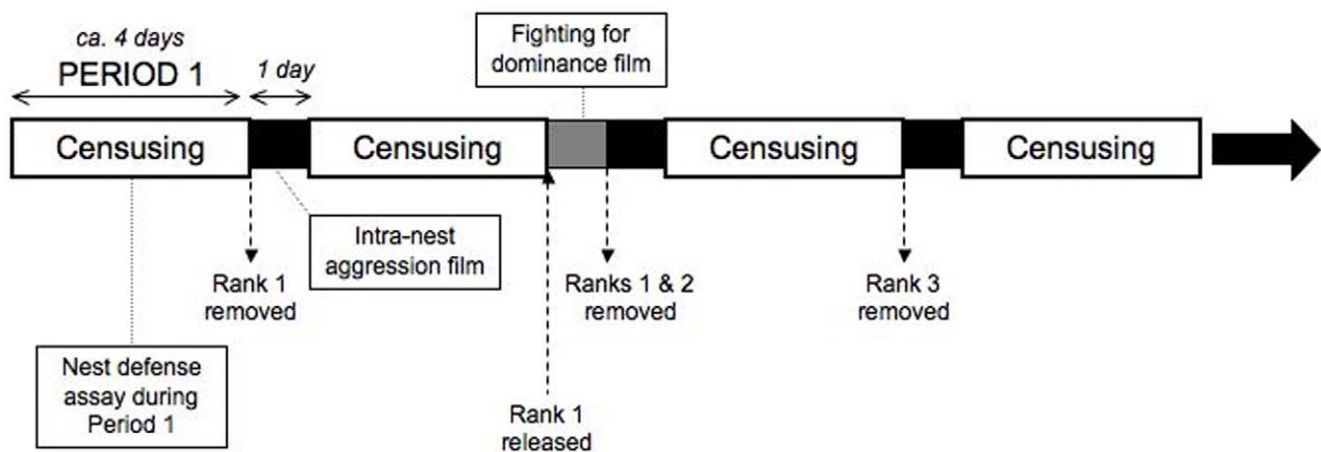 ca. 4 days
PERIOD 1
1 day
Fighting for
dominance film
Censusing
Censusing
Censusing
Censusing
Rank 1
removed
Intra-nest
aggression film
Ranks 1 & 2
removed
Rank 3
removed
Nest defense
assay during
Period 1
Rank 1
released